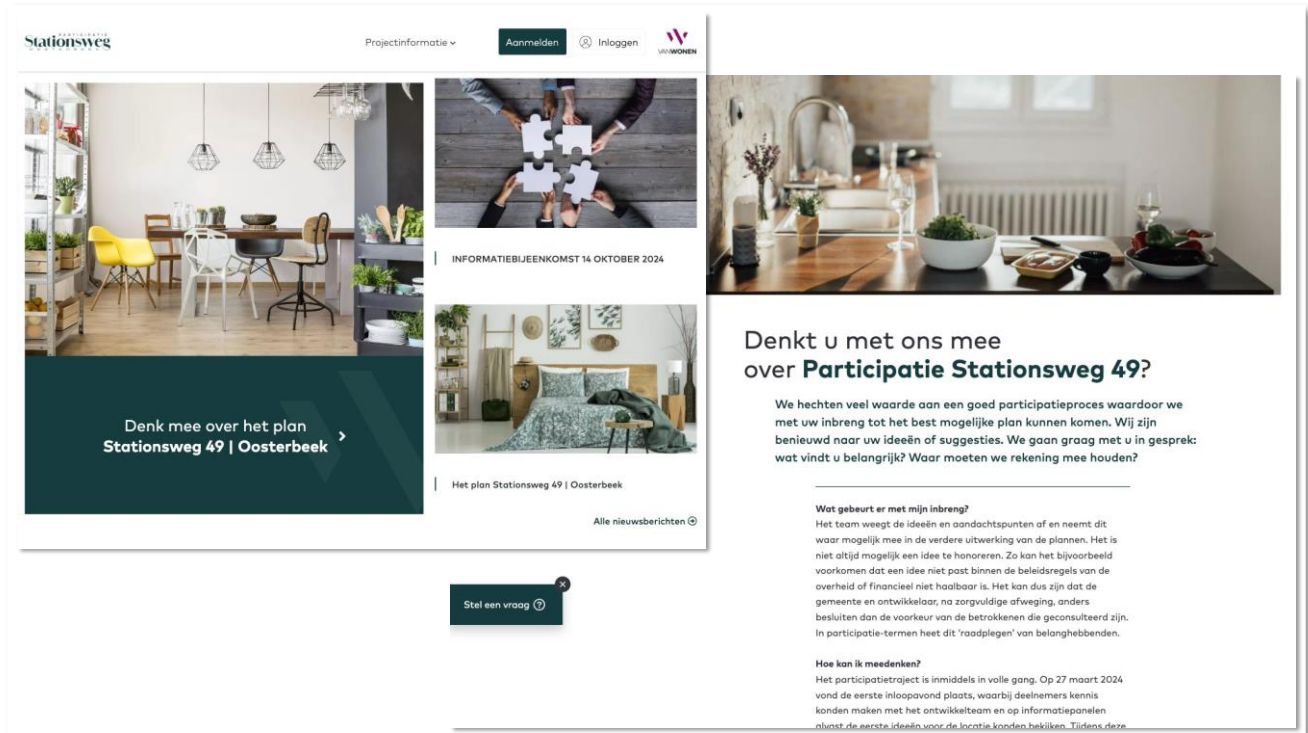 PARTICIPATIE
Stationsweg
Projectinformatie
Aanmelden
Inloggen
VANWONEN
INFORMATIEBIJEENKOMST 14 OKTOBER 2024
Denk mee over het plan
Stationsweg 49 | Oosterbeek
Het plan Stationsweg 49 | Oosterbeek
Alle nieuwsberichten
Stel een vraag
Denkt u met ons mee
over Participatie Stationsweg 49?
We hechten veel waarde aan een goed participatieproces waardoor we
met uw inbreng tot het best mogelijke plan kunnen komen. Wij zijn
benieuwd naar uw ideeën of suggesties. We gaan graag met u in gesprek:
wat vindt u belangrijk? Waar moeten we rekening mee houden?
Wat gebeurt er met mijn inbreng?
Het team weegt de ideeën en aandachtspunten af en neemt dit
waar mogelijk mee in de verdere uitwerking van de plannen. Het is
niet altijd mogelijk een idee te honoreren. Zo kan het bijvoorbeeld
voorkomen dat een idee niet past binnen de beleidsregels van de
overheid of financieel niet haalbaar is. Het kan dus zijn dat de
gemeente en ontwikkelaar, na zorgvuldige afweging, anders
besluiten dan de voorkeur van de betrokkenen die geconsulteerd zijn.
In participatie-termen heet dit 'raadplegen' van belanghebbenden.
Hoe kan ik meedenken?
Het participatietraject is inmiddels in volle gang. Op 27 maart 2024
vond de eerste inloopavond plaats, waarbij deelnemers kennis
konden maken met het ontwikkelteam en op informatiepanelen
alvast de eerste ideeën voor de locatie konden bekijken. Tijdens deze